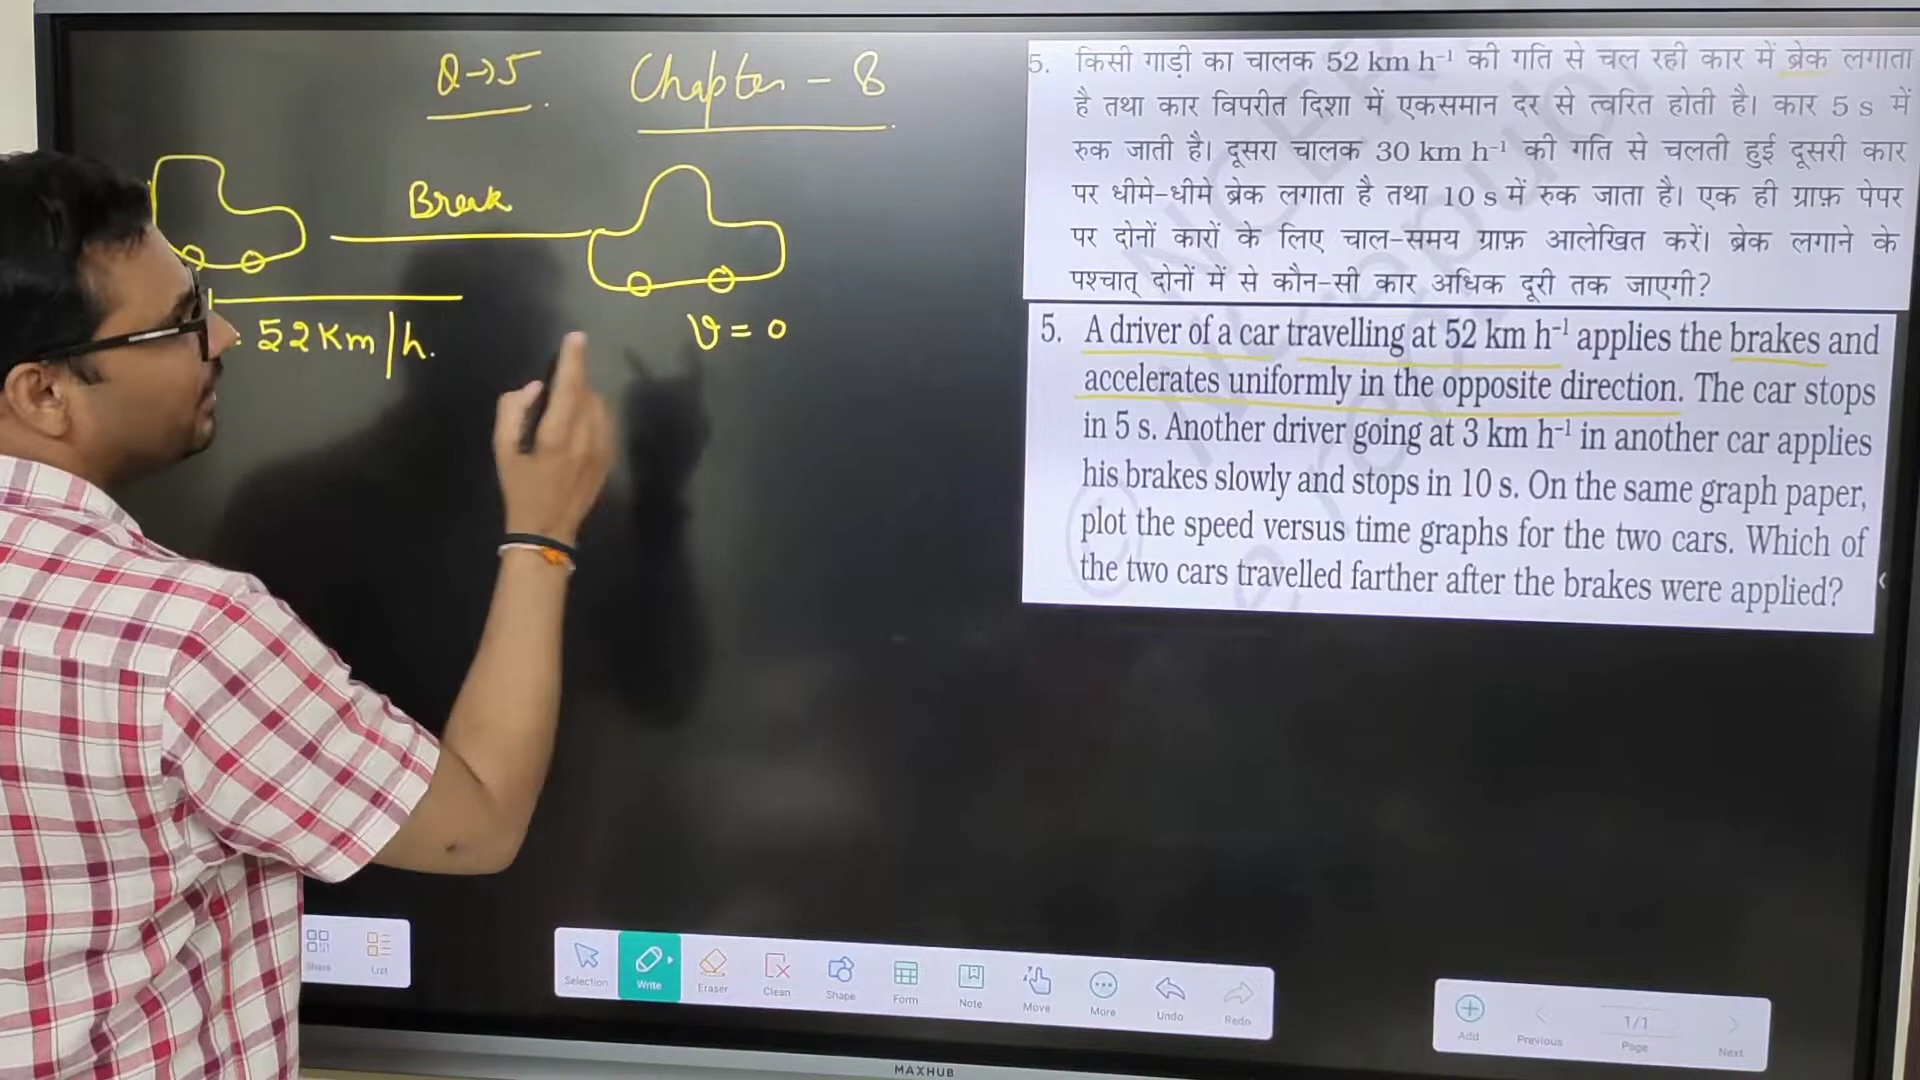 Q→5 Chapter - 8
Break
: 52 Km/h.
v = 0
5. किसी गाड़ी का चालक 52 km h⁻¹ की गति से चल रही कार में ब्रेक लगाता
है तथा कार विपरीत दिशा में एकसमान दर से त्वरित होती है। कार 5 s में
रुक जाती है। दूसरा चालक 30 km h⁻¹ की गति से चलती हुई दूसरी कार
पर धीमे-धीमे ब्रेक लगाता है तथा 10 s में रुक जाता है। एक ही ग्राफ़ पेपर
पर दोनों कारों के लिए चाल-समय ग्राफ़ आलेखित करें। ब्रेक लगाने के
पश्चात् दोनों में से कौन-सी कार अधिक दूरी तक जाएगी?
5. A driver of a car travelling at 52 km h⁻¹ applies the brakes and
accelerates uniformly in the opposite direction. The car stops
in 5 s. Another driver going at 3 km h⁻¹ in another car applies
his brakes slowly and stops in 10 s. On the same graph paper,
plot the speed versus time graphs for the two cars. Which of
the two cars travelled farther after the brakes were applied?
Share List
Selection Write Eraser Clean Shape Form Note Move More Undo Redo
Add Previous 1/1 Page Next
MAXHUB